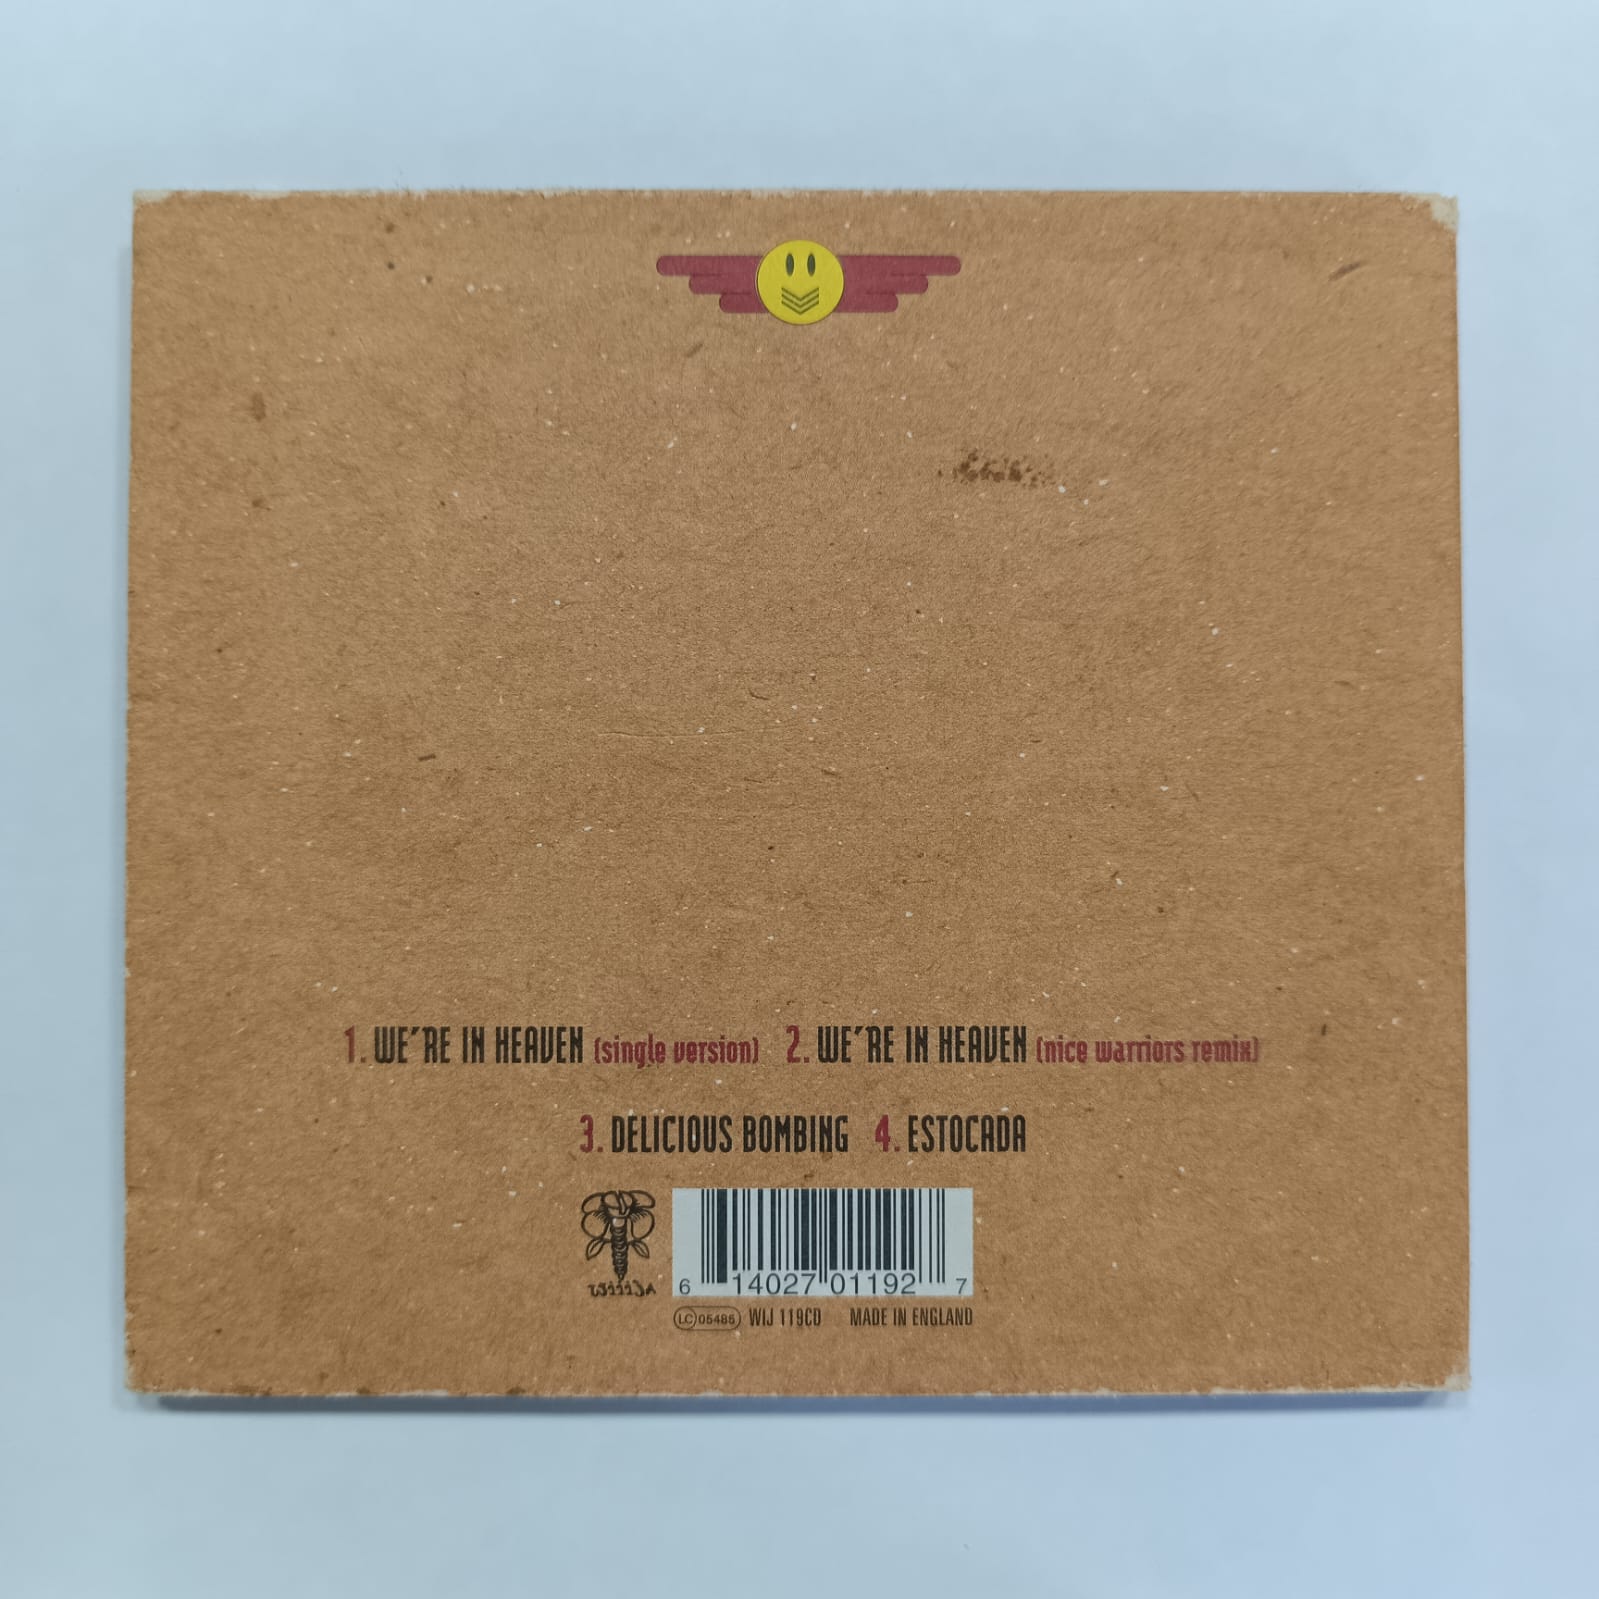 1. WE'RE IN HEAVEN (single version) 2. WE'RE IN HEAVEN (nice warriors remix)
3. DELICIOUS BOMBING 4. ESTOCADA
6 14027 01192 7
LC 05485 WIJ 119CD MADE IN ENGLAND